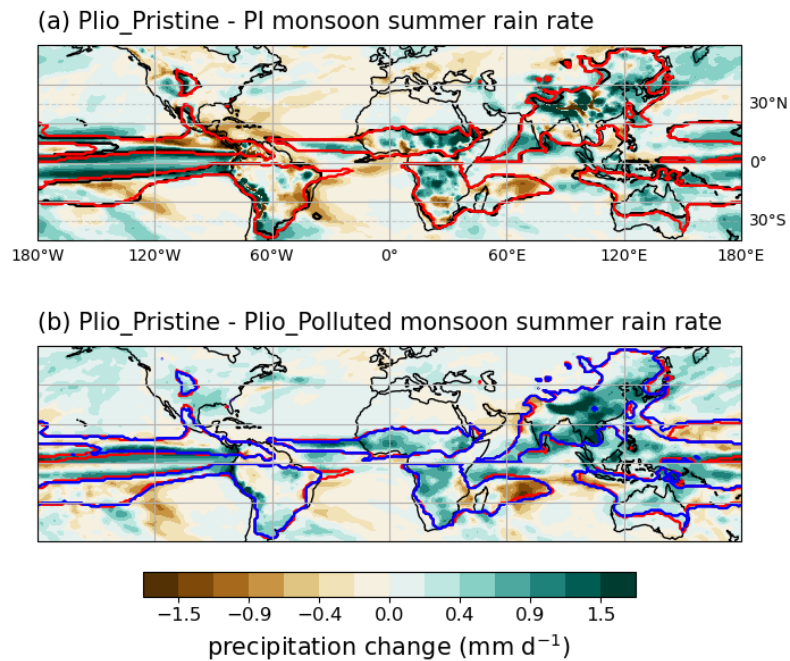 (a) Plio_Pristine - PI monsoon summer rain rate
30°N
0°
30°S
180°W 120°W 60°W 0° 60°E 120°E 180°E
(b) Plio_Pristine - Plio_Polluted monsoon summer rain rate
−1.5 −0.9 −0.4 0.0 0.4 0.9 1.5
precipitation change (mm d⁻¹)